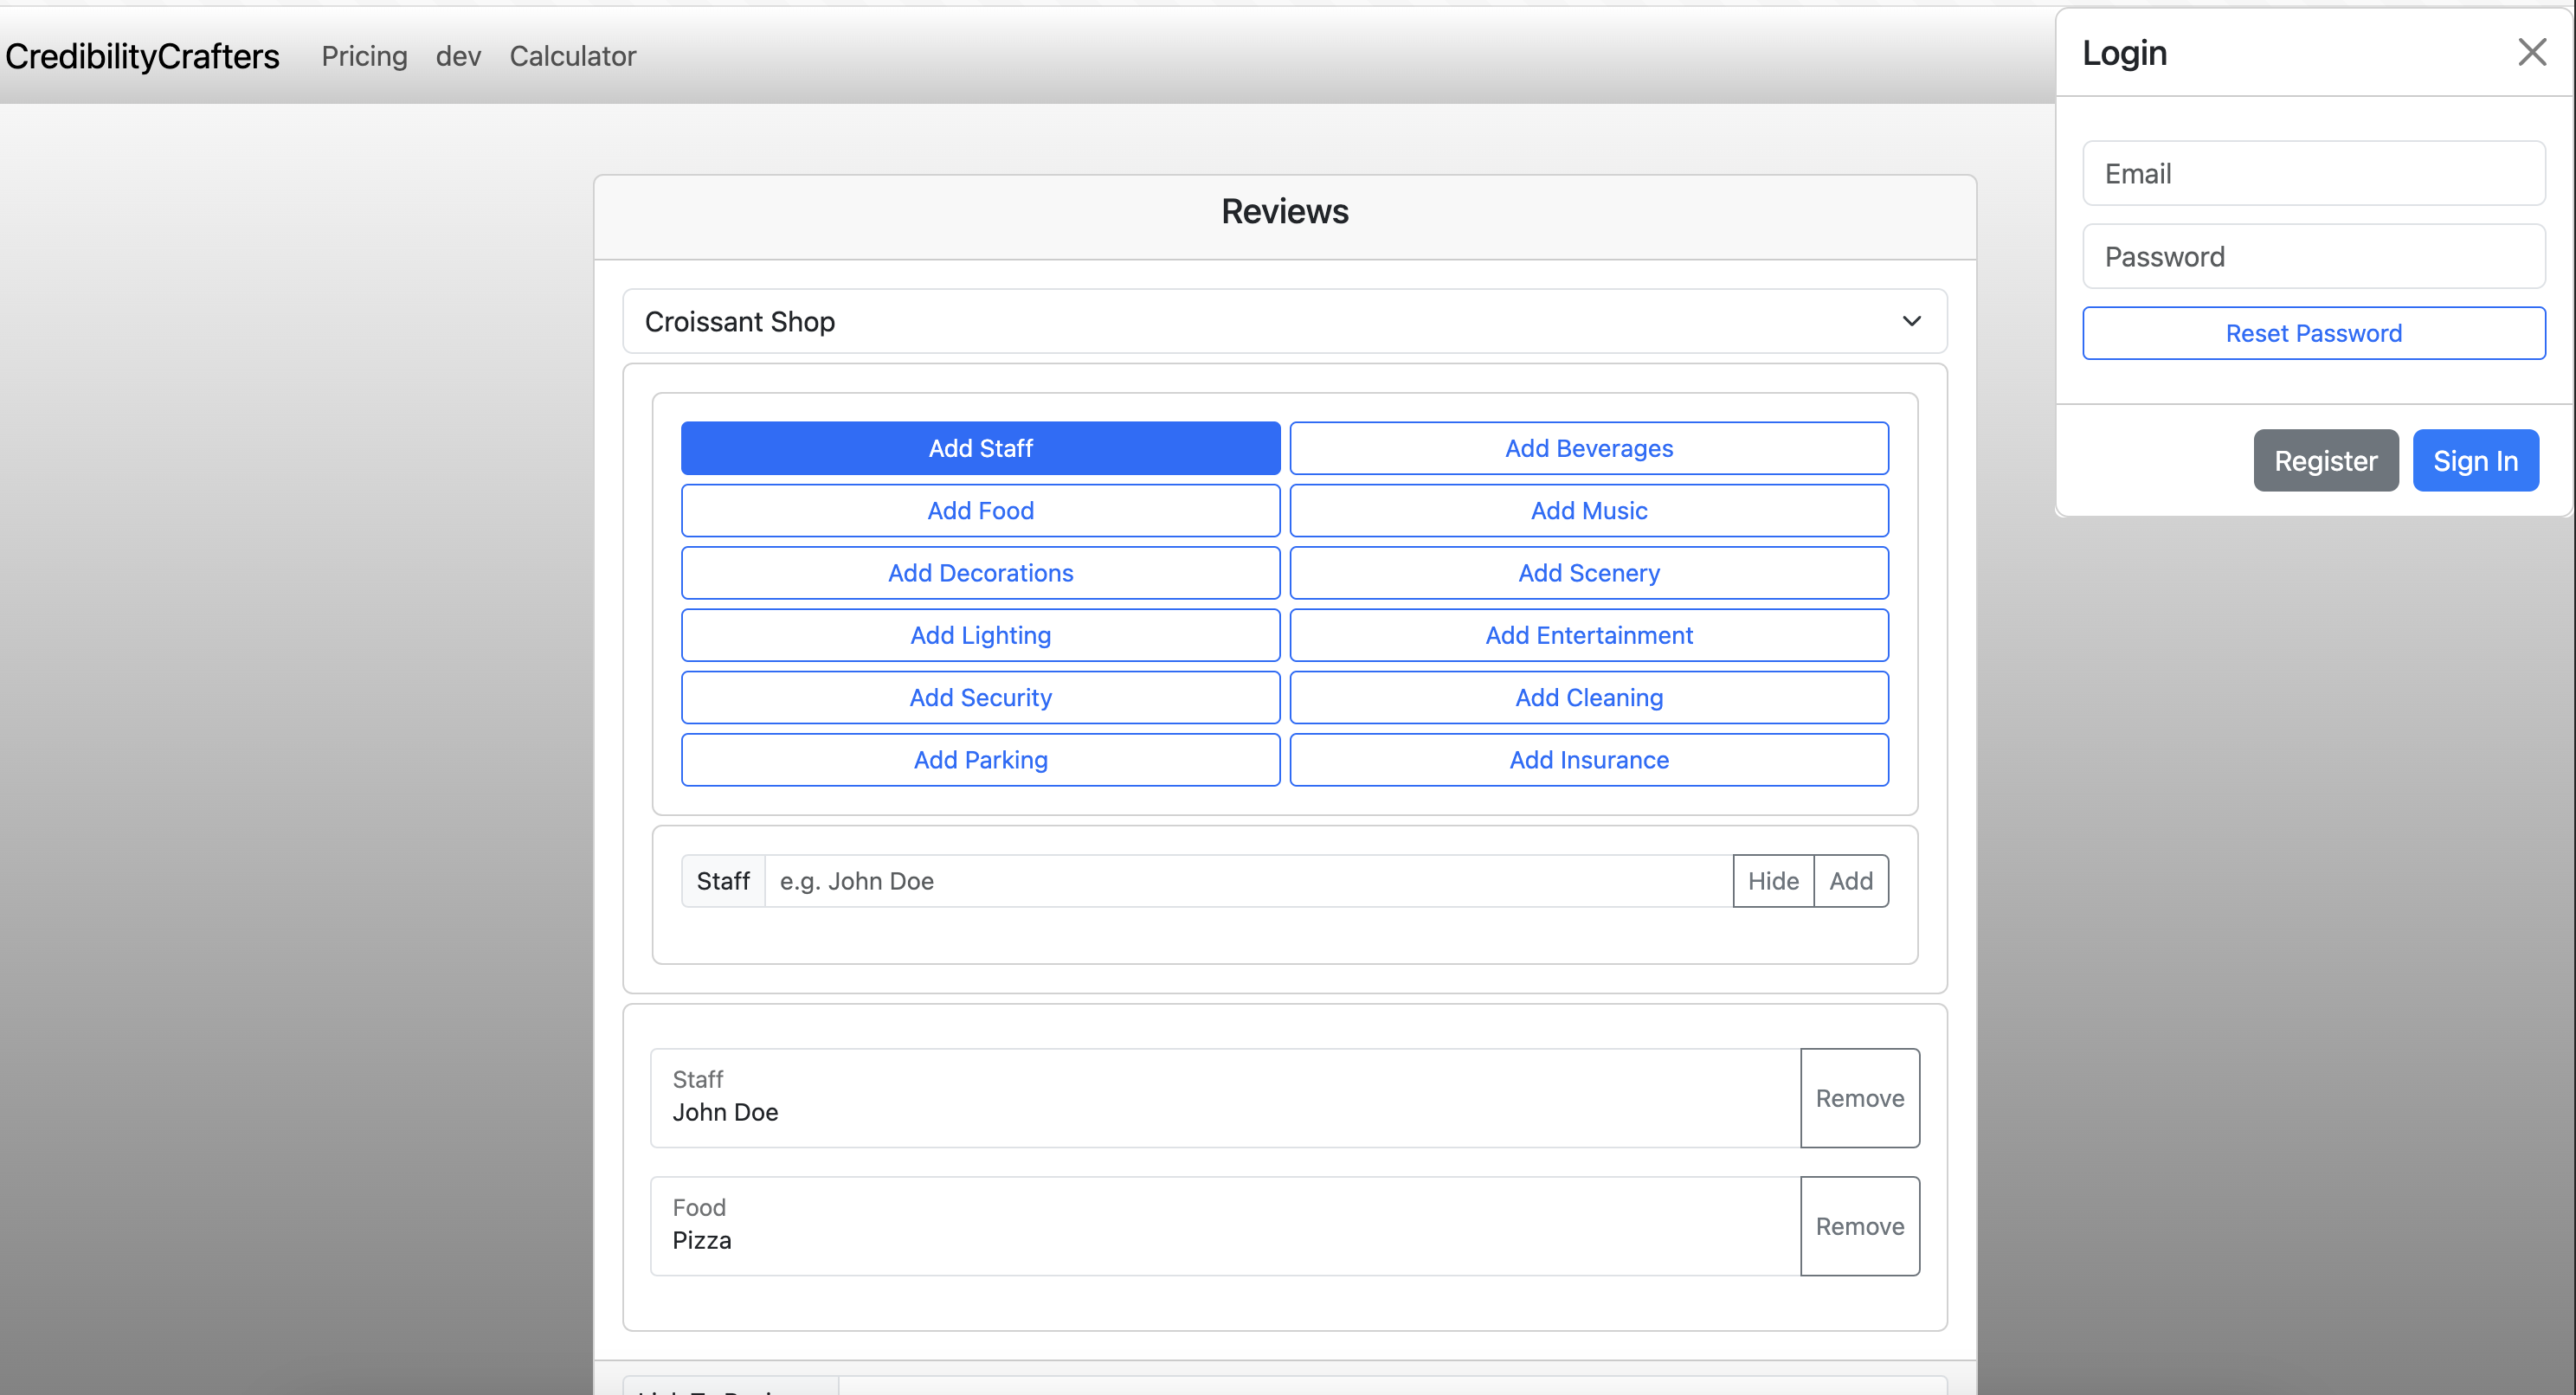 CredibilityCrafters Pricing dev Calculator
Login
Email
Password
Reset Password
Register Sign In
Reviews
Croissant Shop
Add Staff Add Beverages
Add Food Add Music
Add Decorations Add Scenery
Add Lighting Add Entertainment
Add Security Add Cleaning
Add Parking Add Insurance
Staff e.g. John Doe Hide Add
Staff
John Doe
Remove
Food
Pizza
Remove